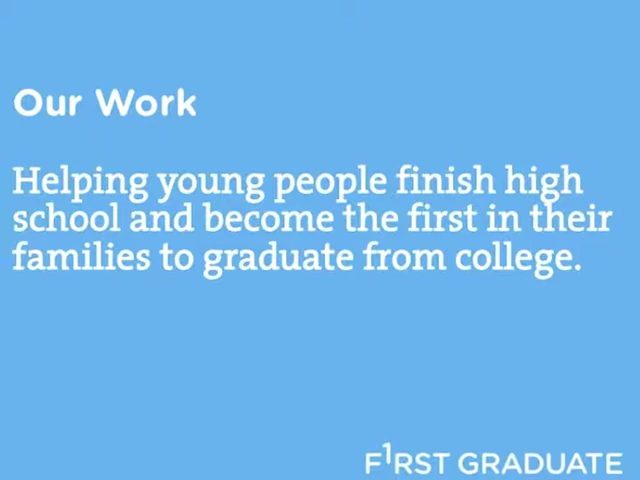 Our Work
Helping young people finish high
school and become the first in their
families to graduate from college.
F1RST GRADUATE